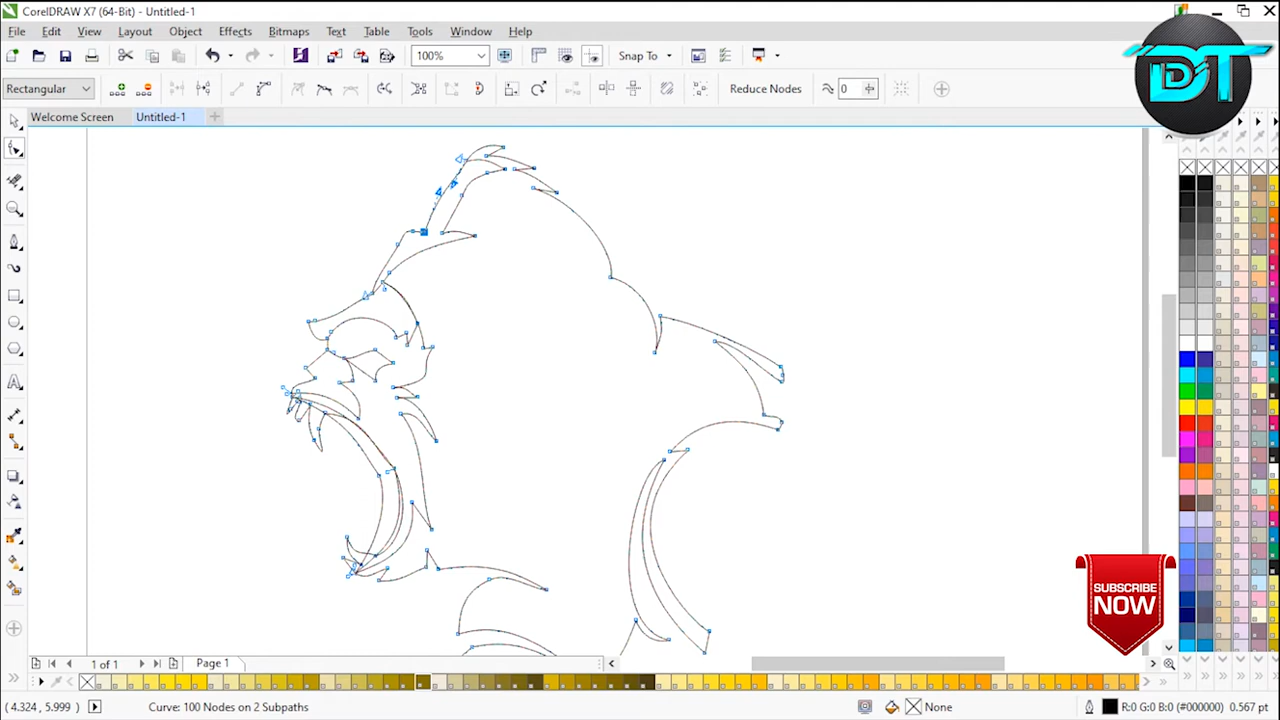 CorelDRAW X7 (64-Bit) - Untitled-1
File Edit View Layout Object Effects Bitmaps Text Table Tools Window Help
100% Snap To
Rectangular Reduce Nodes 0
Welcome Screen Untitled-1
DT
SUBSCRIBE
NOW
1 of 1 Page 1
( 4.324, 5.999 ) Curve: 100 Nodes on 2 Subpaths None R:0 G:0 B:0 (#000000) 0.567 pt